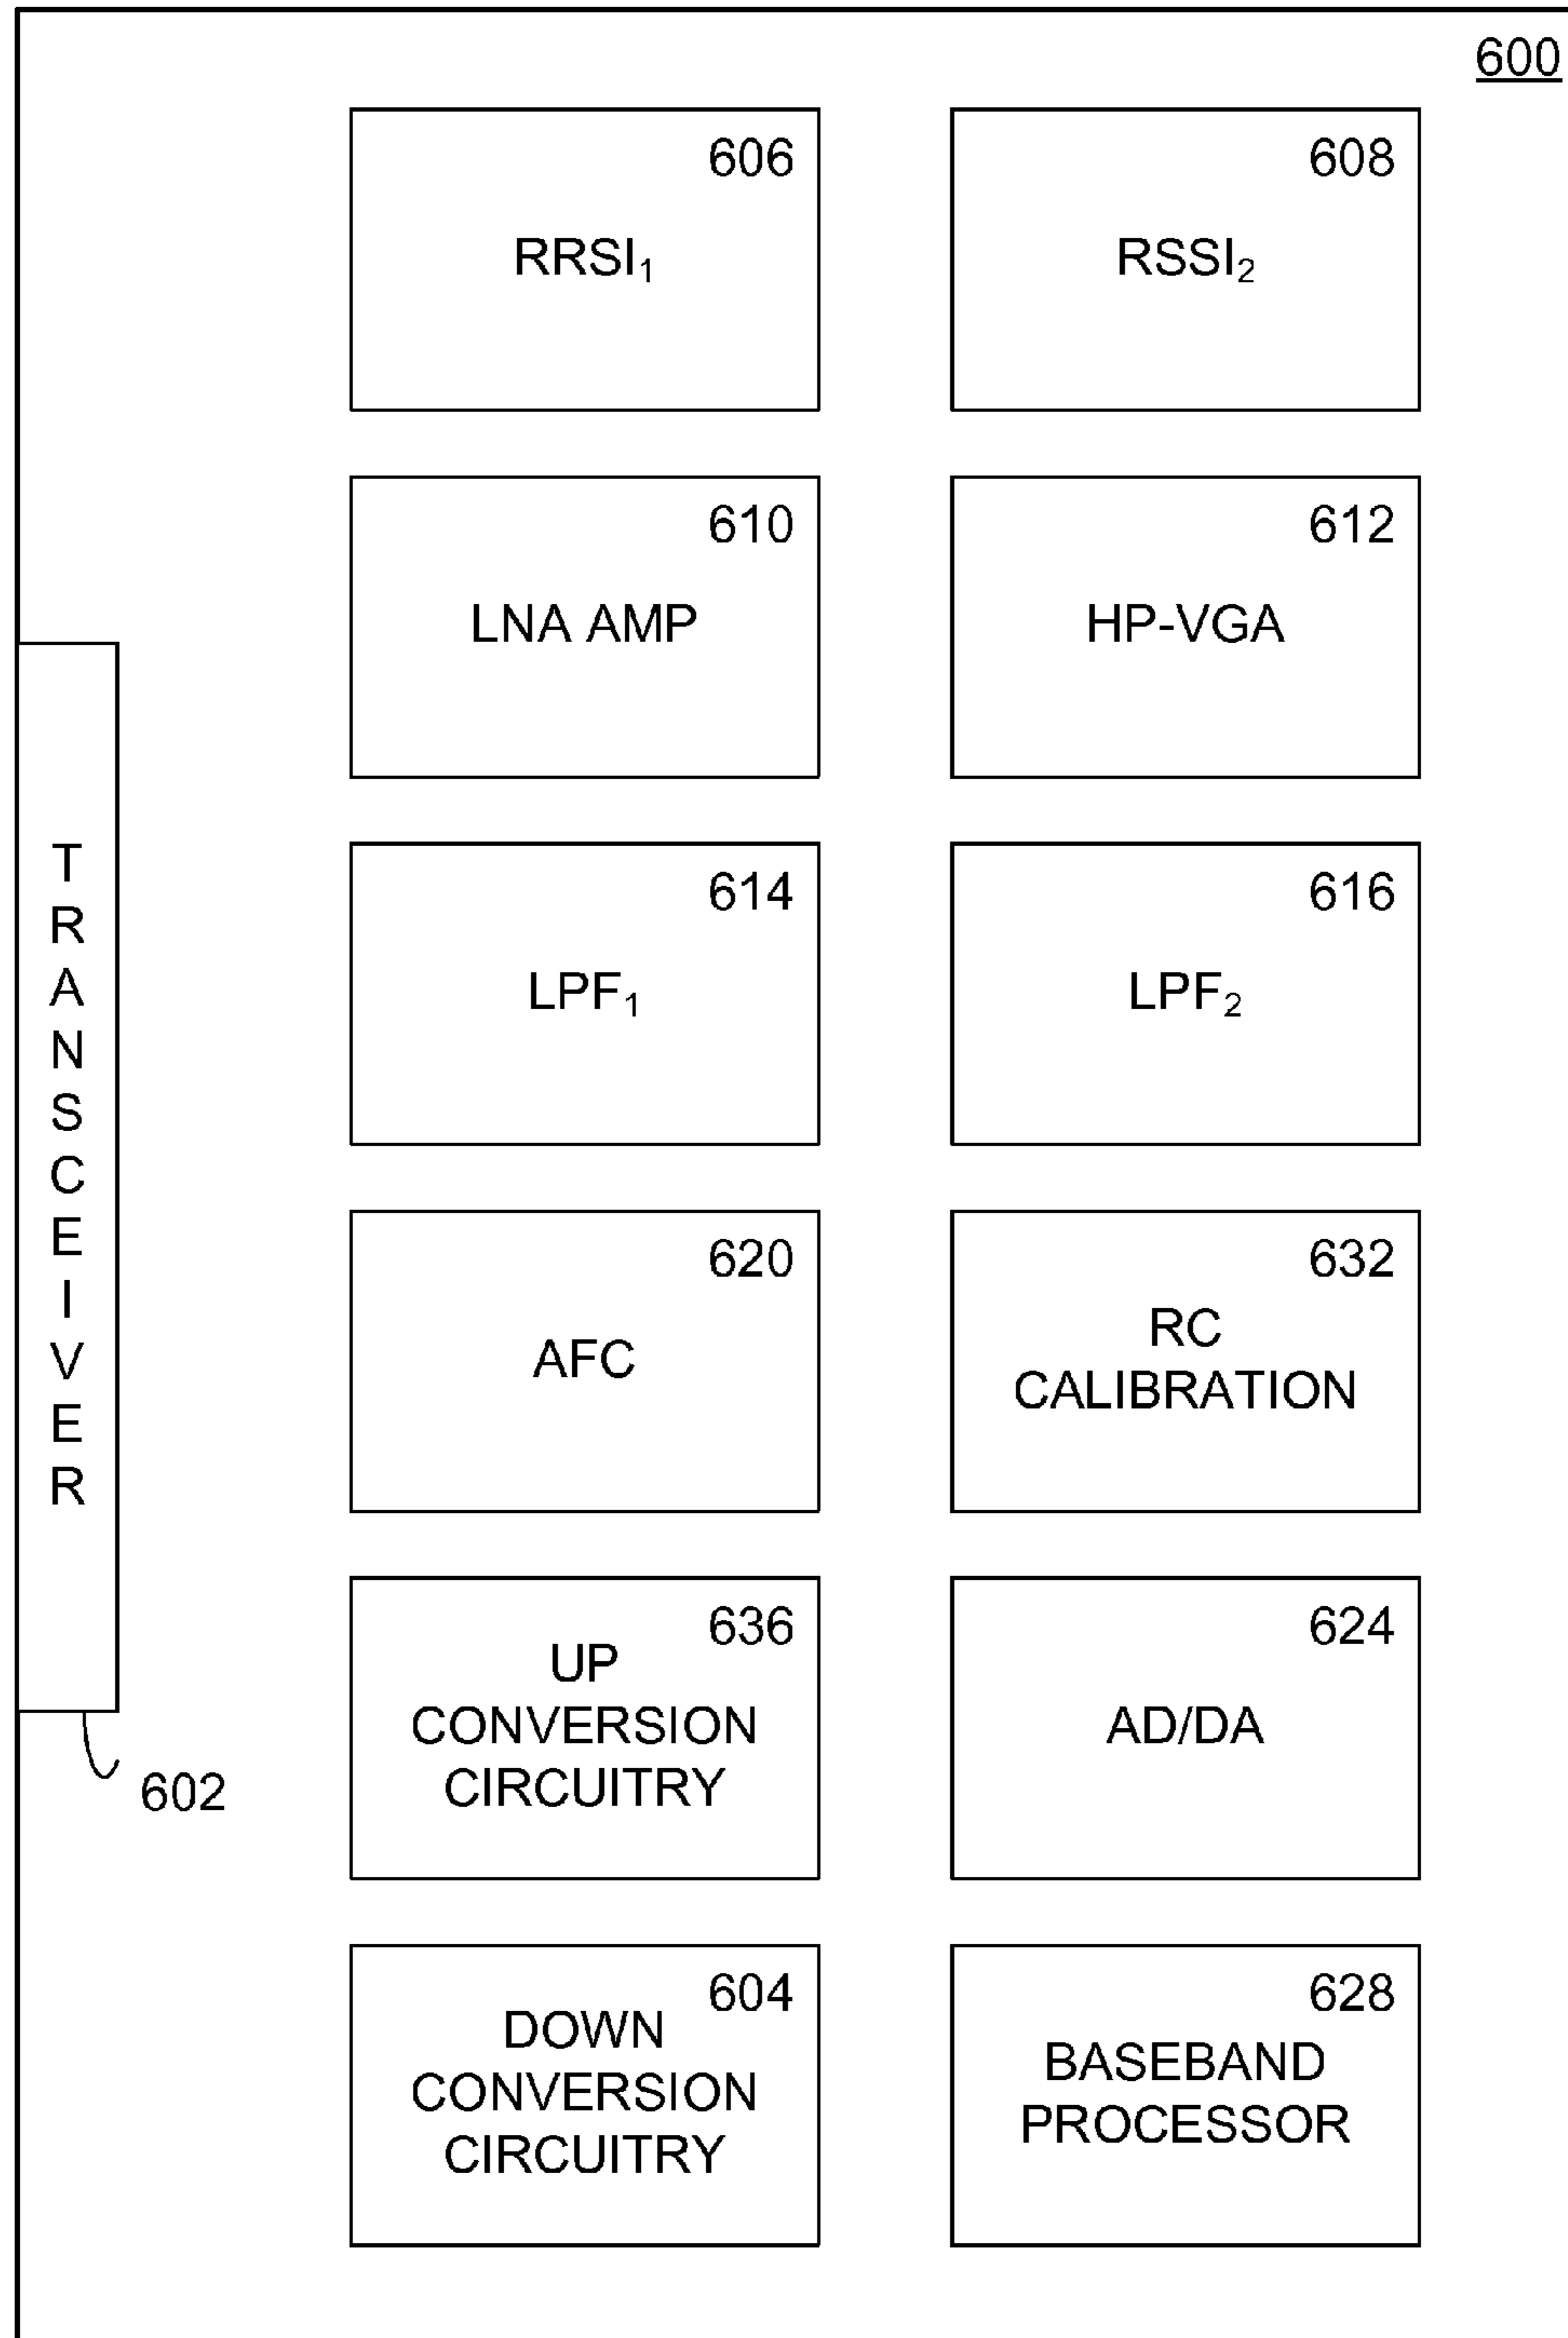 600
606
RRSI₁
608
RSSI₂
610
LNA AMP
612
HP-VGA
614
LPF₁
616
LPF₂
TRANSCEIVER
602
620
AFC
632
RC
CALIBRATION
636
UP
CONVERSION
CIRCUITRY
624
AD/DA
604
DOWN
CONVERSION
CIRCUITRY
628
BASEBAND
PROCESSOR